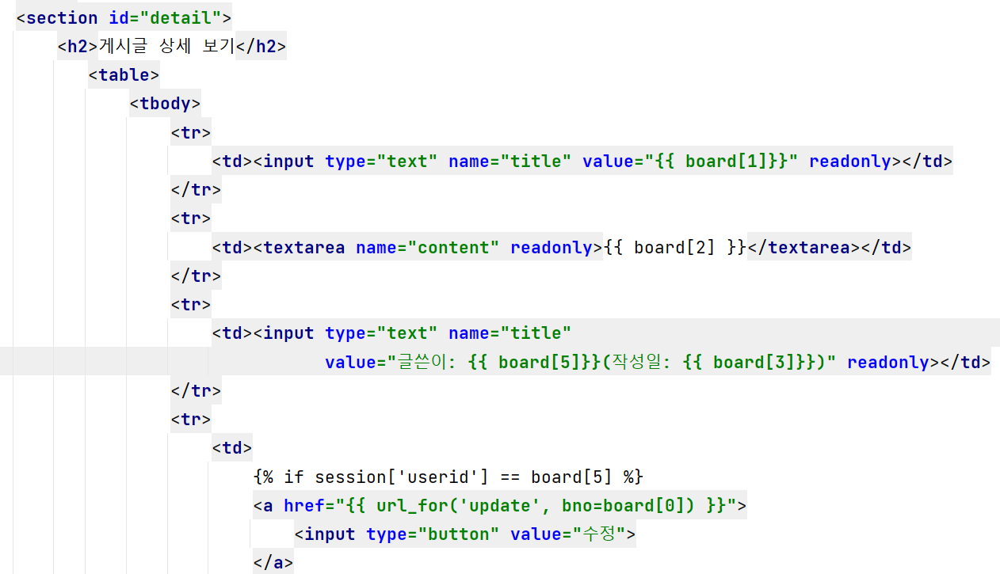 <section id="detail">
<h2>게시글 상세 보기</h2>
<table>
<tbody>
<tr>
<td><input type="text" name="title" value="{{ board[1]}}" readonly></td>
</tr>
<tr>
<td><textarea name="content" readonly>{{ board[2] }}</textarea></td>
</tr>
<tr>
<td><input type="text" name="title"
value="글쓴이: {{ board[5]}}(작성일: {{ board[3]}})" readonly></td>
</tr>
<tr>
<td>
{% if session['userid'] == board[5] %}
<a href="{{ url_for('update', bno=board[0]) }}">
<input type="button" value="수정">
</a>